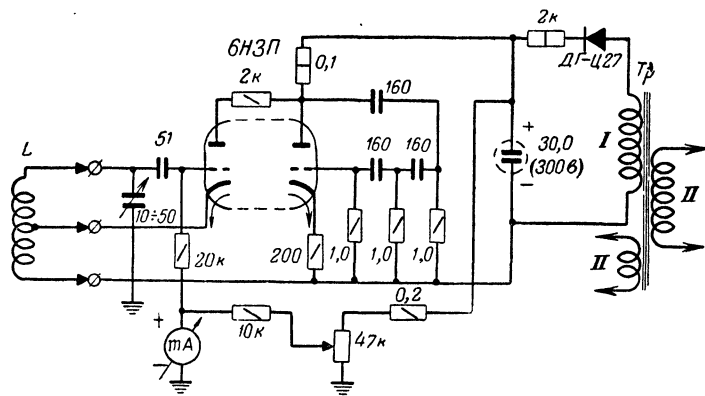 2к
6Н3П
0,1
ДГ-Ц27
Тр
2к
160
51
L
160 160
+ 30,0
(300в)
−
I
II
10÷50
20к
200
1,0
1,0
1,0
II
0,2
+
10к
47к
mA
−